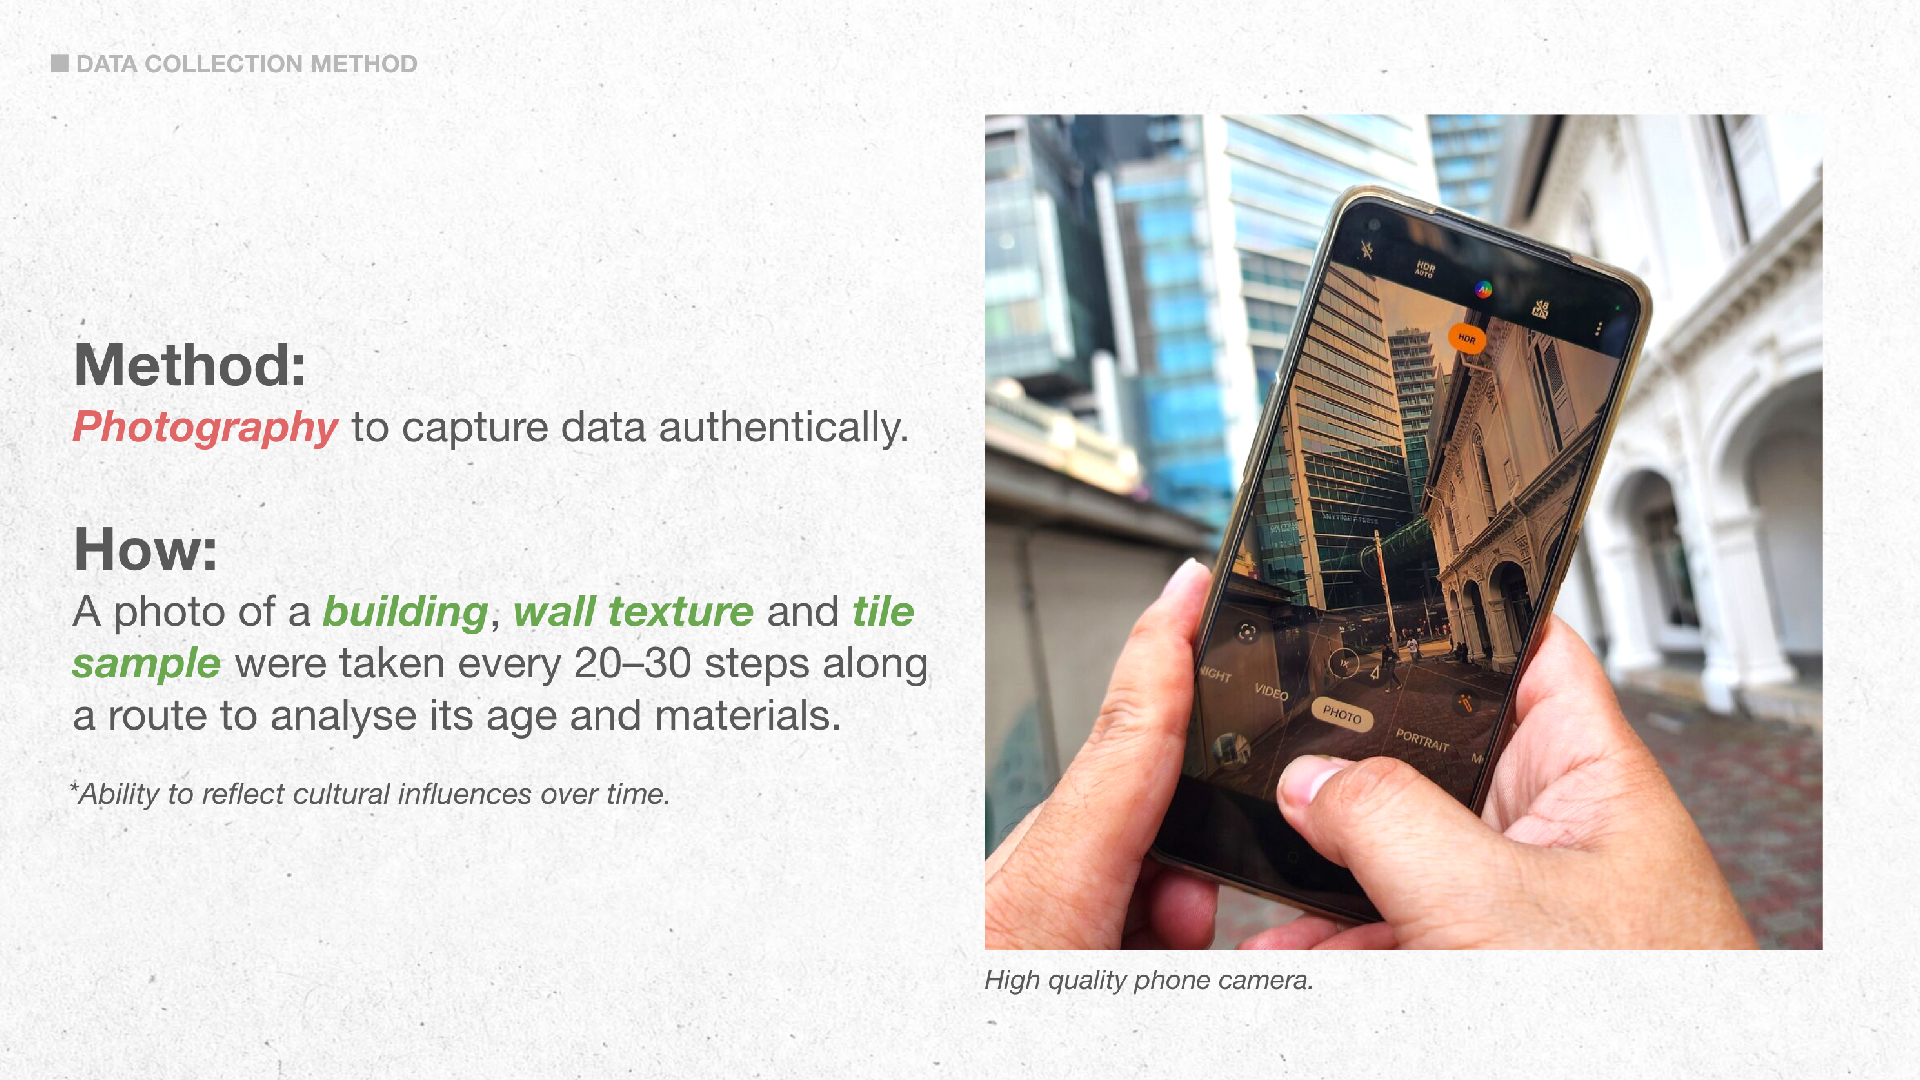 DATA COLLECTION METHOD
Method:
Photography to capture data authentically.
How:
A photo of a building, wall texture and tile
sample were taken every 20–30 steps along
a route to analyse its age and materials.
*Ability to reflect cultural influences over time.
HDR
AUTO
AI
HDR
1X
NIGHT
VIDEO
PHOTO
PORTRAIT
High quality phone camera.